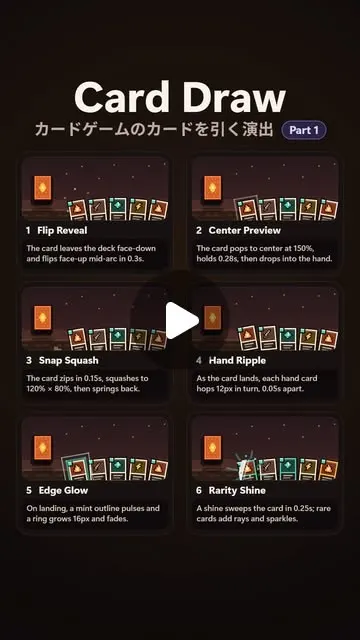 Card Draw
カードゲームのカードを引く演出 Part 1
1 Flip Reveal
The card leaves the deck face-down
and flips face-up mid-arc in 0.3s.
2 Center Preview
The card pops to center at 150%,
holds 0.28s, then drops into the hand.
3 Snap Squash
The card zips in 0.15s, squashes to
120% × 80%, then springs back.
4 Hand Ripple
As the card lands, each hand card
hops 12px in turn, 0.05s apart.
5 Edge Glow
On landing, a mint outline pulses and
a ring grows 16px and fades.
6 Rarity Shine
A shine sweeps the card in 0.25s; rare
cards add rays and sparkles.